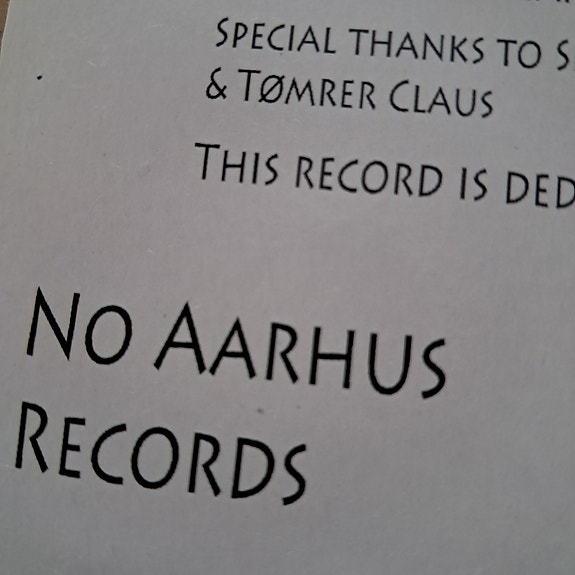 SPECIAL THANKS TO
& TØMRER CLAUS
THIS RECORD IS
NO AARHUS
RECORDS